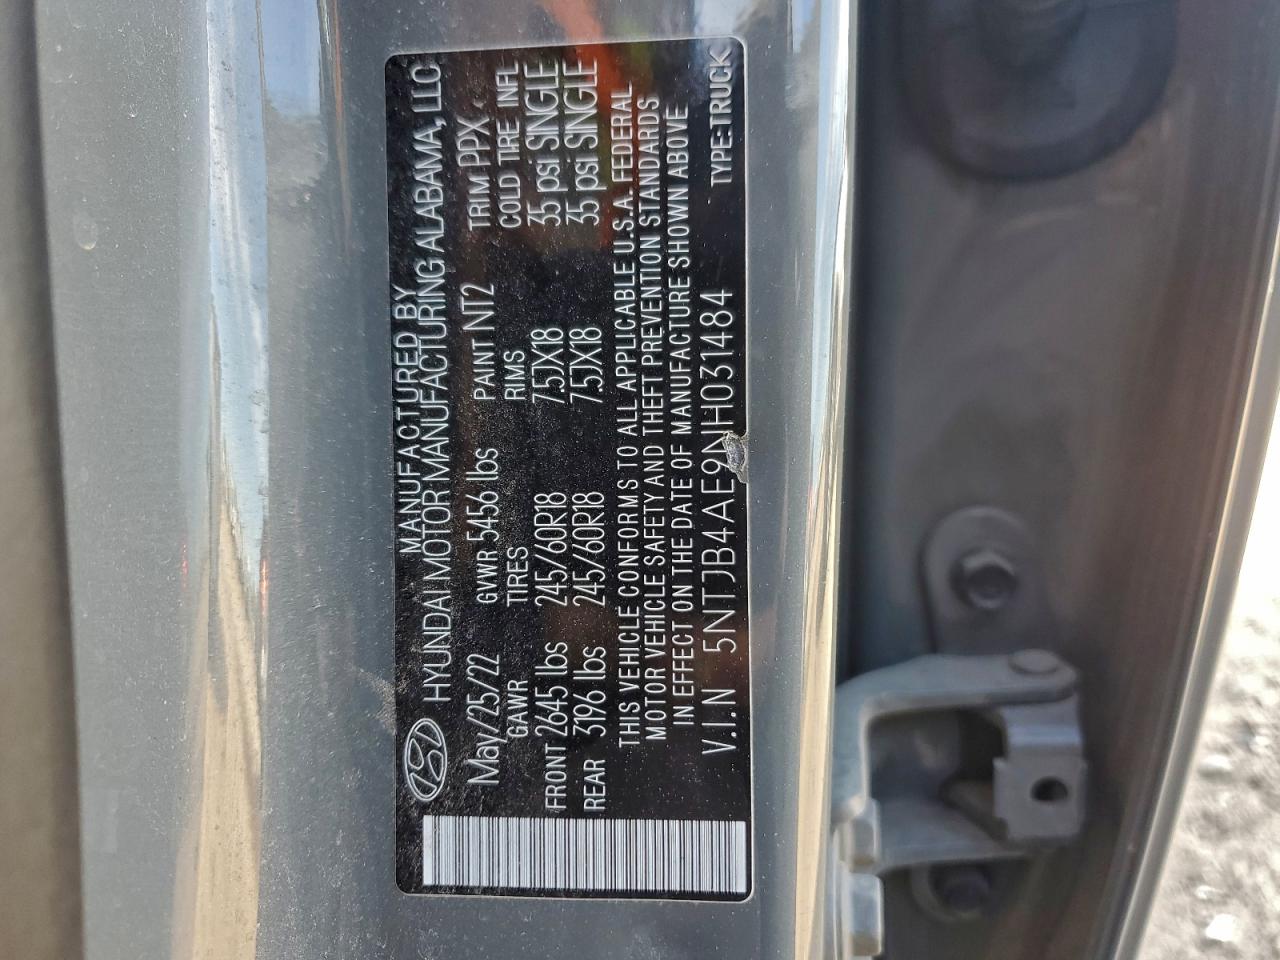 MANUFACTURED BY
HYUNDAI MOTOR MANUFACTURING ALABAMA, LLC
May/25/22 GVWR 5456 lbs PAINT NT2 TRIM PPX
GAWR TIRES RIMS COLD TIRE INFL
FRONT 2645 lbs 245/60R18 7.5JX18 35 psi SINGLE
REAR 3196 lbs 245/60R18 7.5JX18 35 psi SINGLE
THIS VEHICLE CONFORMS TO ALL APPLICABLE U.S.A. FEDERAL
MOTOR VEHICLE SAFETY AND THEFT PREVENTION STANDARDS
IN EFFECT ON THE DATE OF MANUFACTURE SHOWN ABOVE
V.I.N 5NTJB4AE9NH031484 TYPE:TRUCK